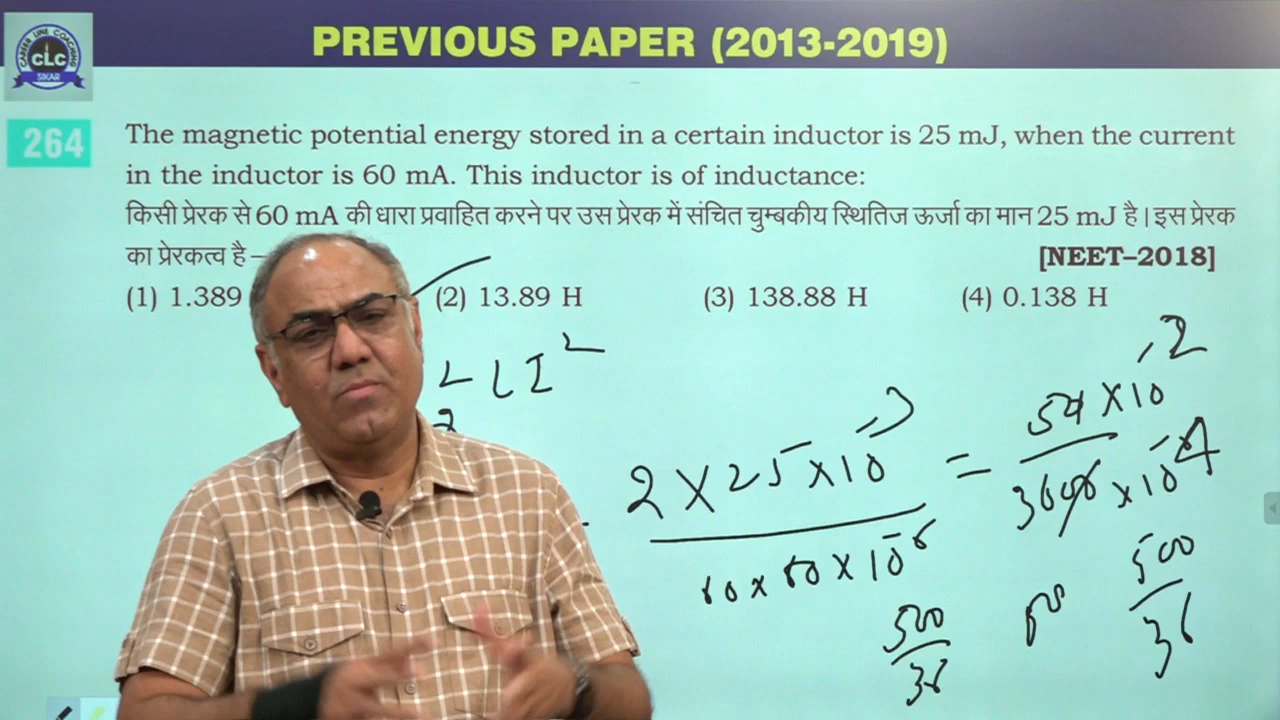 PREVIOUS PAPER (2013-2019)
CAREER LINE COACHING
CLC
SIKAR
264
The magnetic potential energy stored in a certain inductor is 25 mJ, when the current
in the inductor is 60 mA. This inductor is of inductance:
किसी प्रेरक से 60 mA की धारा प्रवाहित करने पर उस प्रेरक में संचित चुम्बकीय स्थितिज ऊर्जा का मान 25 mJ है। इस प्रेरक
का प्रेरकत्व है –
[NEET–2018]
(1) 1.389 (2) 13.89 H (3) 138.88 H (4) 0.138 H
L I
2 X 25 X 10 =
60 x 60 x 10
500
36
500
36